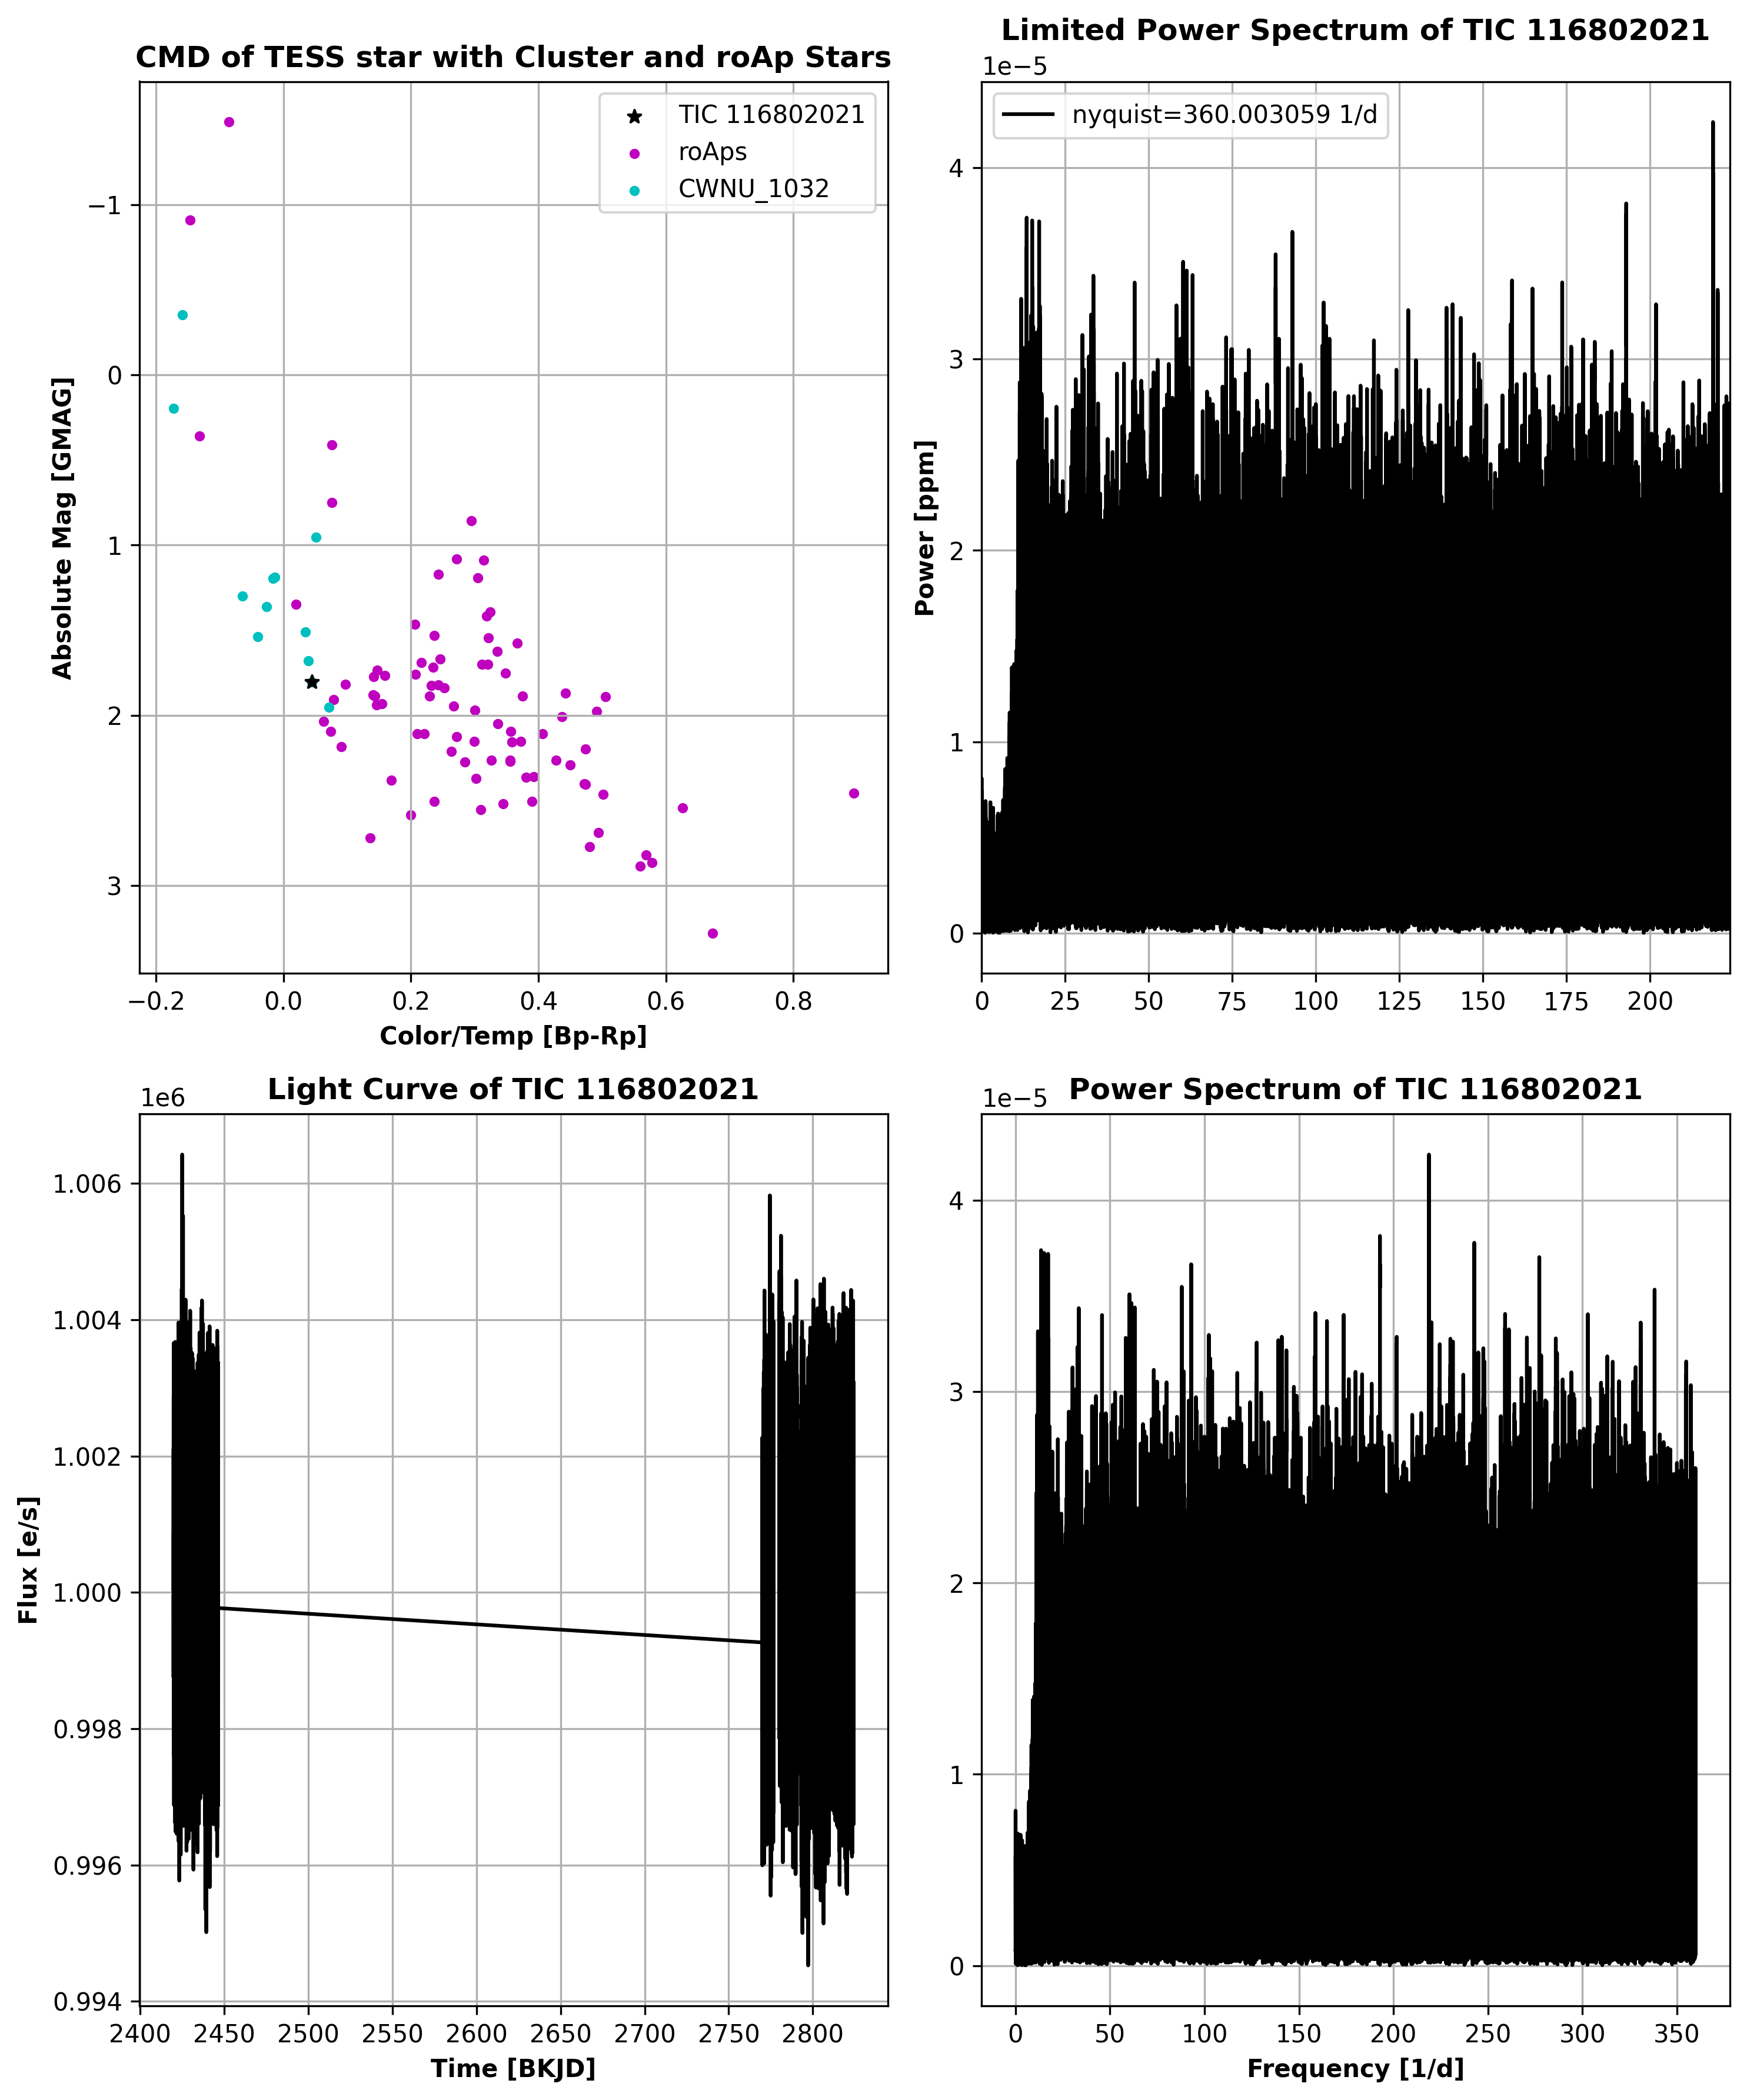 CMD of TESS star with Cluster and roAp Stars
TIC 116802021
roAps
CWNU_1032
−1
0
1
2
3
Absolute Mag [GMAG]
−0.2 0.0 0.2 0.4 0.6 0.8
Color/Temp [Bp-Rp]
Limited Power Spectrum of TIC 116802021
1e−5
nyquist=360.003059 1/d
4
3
2
1
0
Power [ppm]
0 25 50 75 100 125 150 175 200
Light Curve of TIC 116802021
1e6
1.006
1.004
1.002
1.000
0.998
0.996
0.994
Flux [e/s]
2400 2450 2500 2550 2600 2650 2700 2750 2800
Time [BKJD]
Power Spectrum of TIC 116802021
1e−5
4
3
2
1
0
0 50 100 150 200 250 300 350
Frequency [1/d]